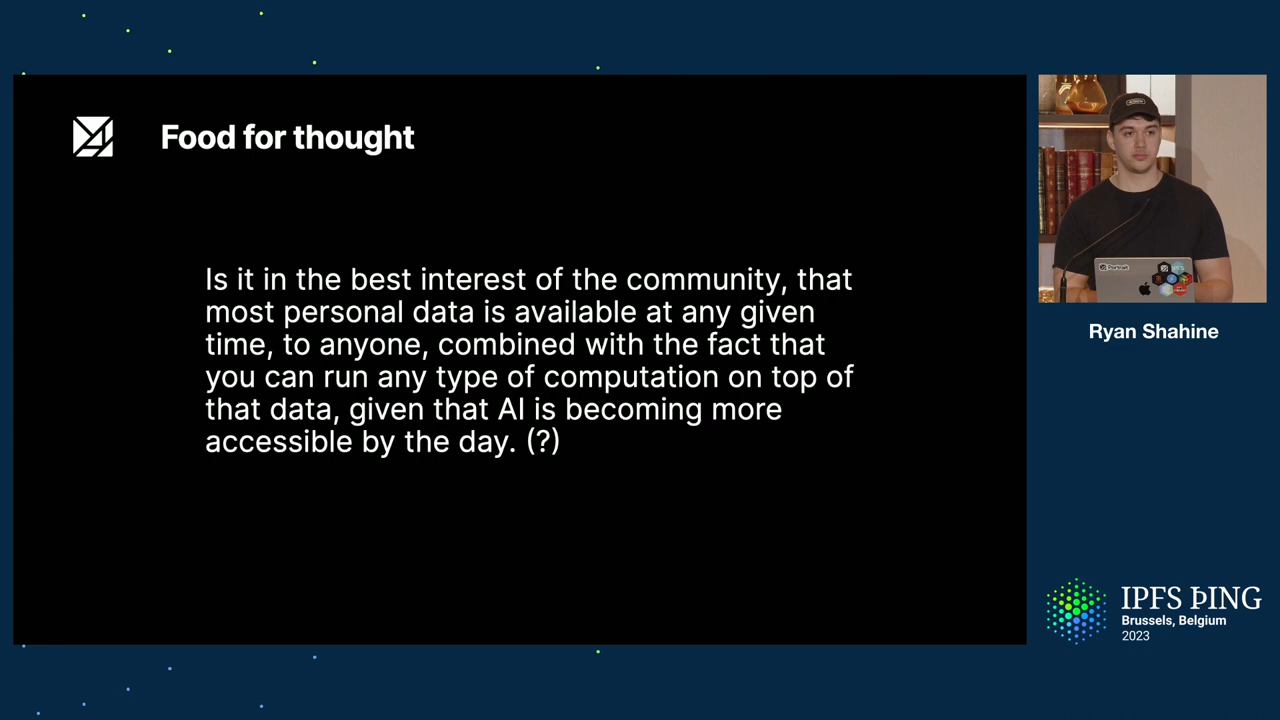 Food for thought
Is it in the best interest of the community, that
most personal data is available at any given
time, to anyone, combined with the fact that
you can run any type of computation on top of
that data, given that AI is becoming more
accessible by the day. (?)
Portrait
Ryan Shahine
IPFS ÞING
Brussels, Belgium
2023